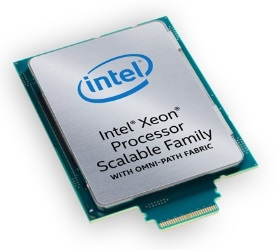 intel
Intel® Xeon®
Processor
Scalable Family
WITH OMNI-PATH FABRIC